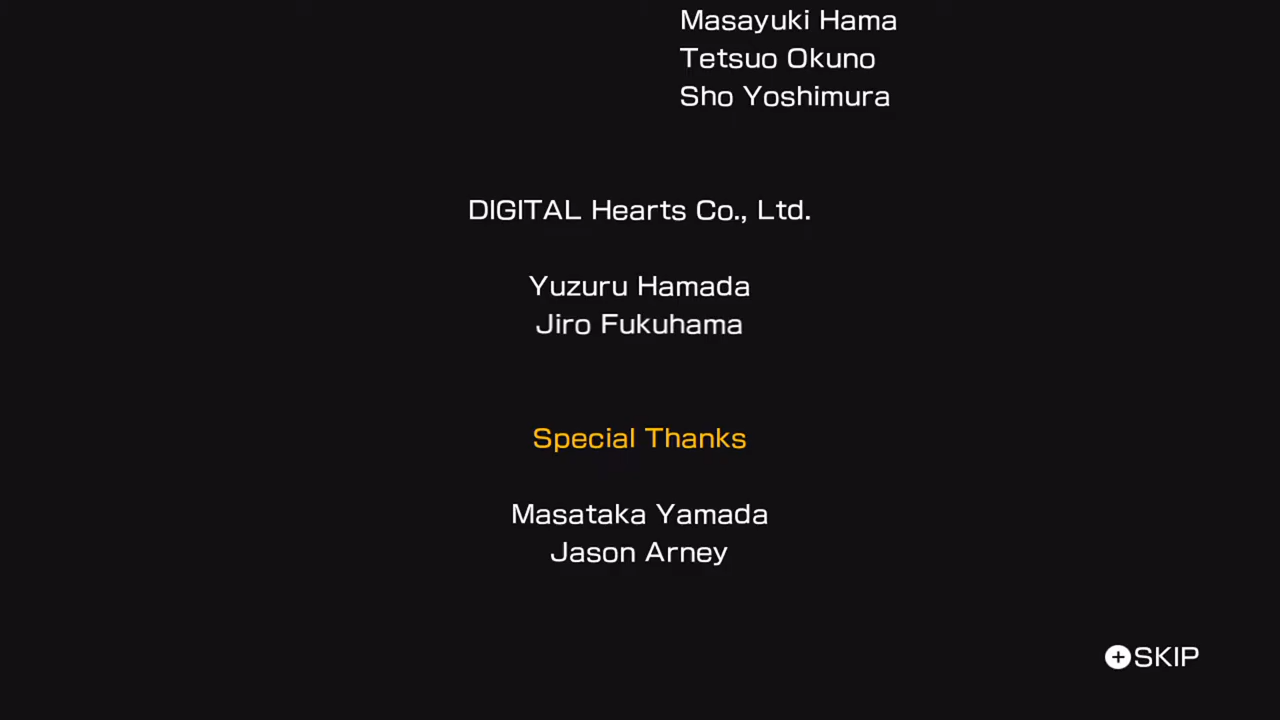 Masayuki Hama
Tetsuo Okuno
Sho Yoshimura
DIGITAL Hearts Co., Ltd.
Yuzuru Hamada
Jiro Fukuhama
Special Thanks
Masataka Yamada
Jason Arney
SKIP